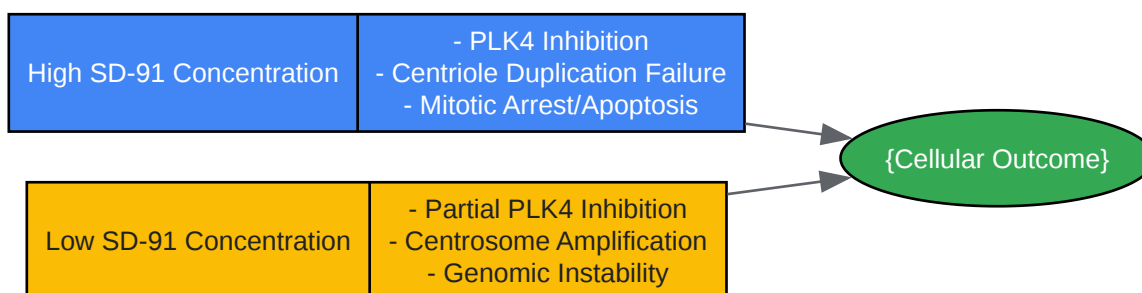 High SD-91 Concentration
- PLK4 Inhibition
- Centriole Duplication Failure
- Mitotic Arrest/Apoptosis
{Cellular Outcome}
Low SD-91 Concentration
- Partial PLK4 Inhibition
- Centrosome Amplification
- Genomic Instability